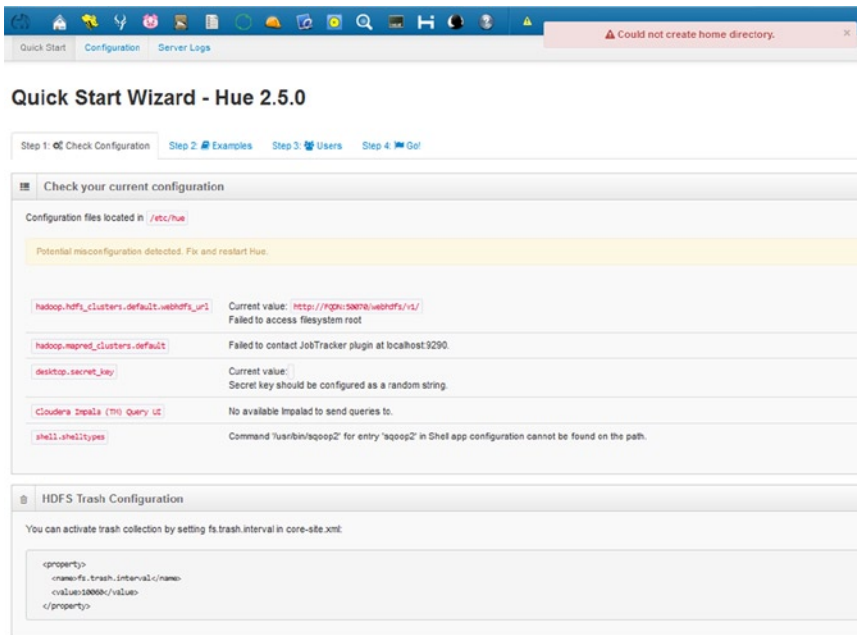 Could not create home directory. ×
Quick Start Configuration Server Logs
Quick Start Wizard - Hue 2.5.0
Step 1: Check Configuration Step 2: Examples Step 3: Users Step 4: Go!
Check your current configuration
Configuration files located in /etc/hue
Potential misconfiguration detected. Fix and restart Hue.
hadoop.hdfs_clusters.default.webhdfs_url Current value: http://FQDN:50070/webhdfs/v1/
Failed to access filesystem root
hadoop.mapred_clusters.default Failed to contact JobTracker plugin at localhost:9290.
desktop.secret_key Current value:
Secret key should be configured as a random string.
Cloudera Impala (TM) Query UI No available Impalad to send queries to.
shell.shelltypes Command '/usr/bin/sqoop2' for entry 'sqoop2' in Shell app configuration cannot be found on the path.
HDFS Trash Configuration
You can activate trash collection by setting fs.trash.interval in core-site.xml:
<property>
<name>fs.trash.interval</name>
<value>10060</value>
</property>